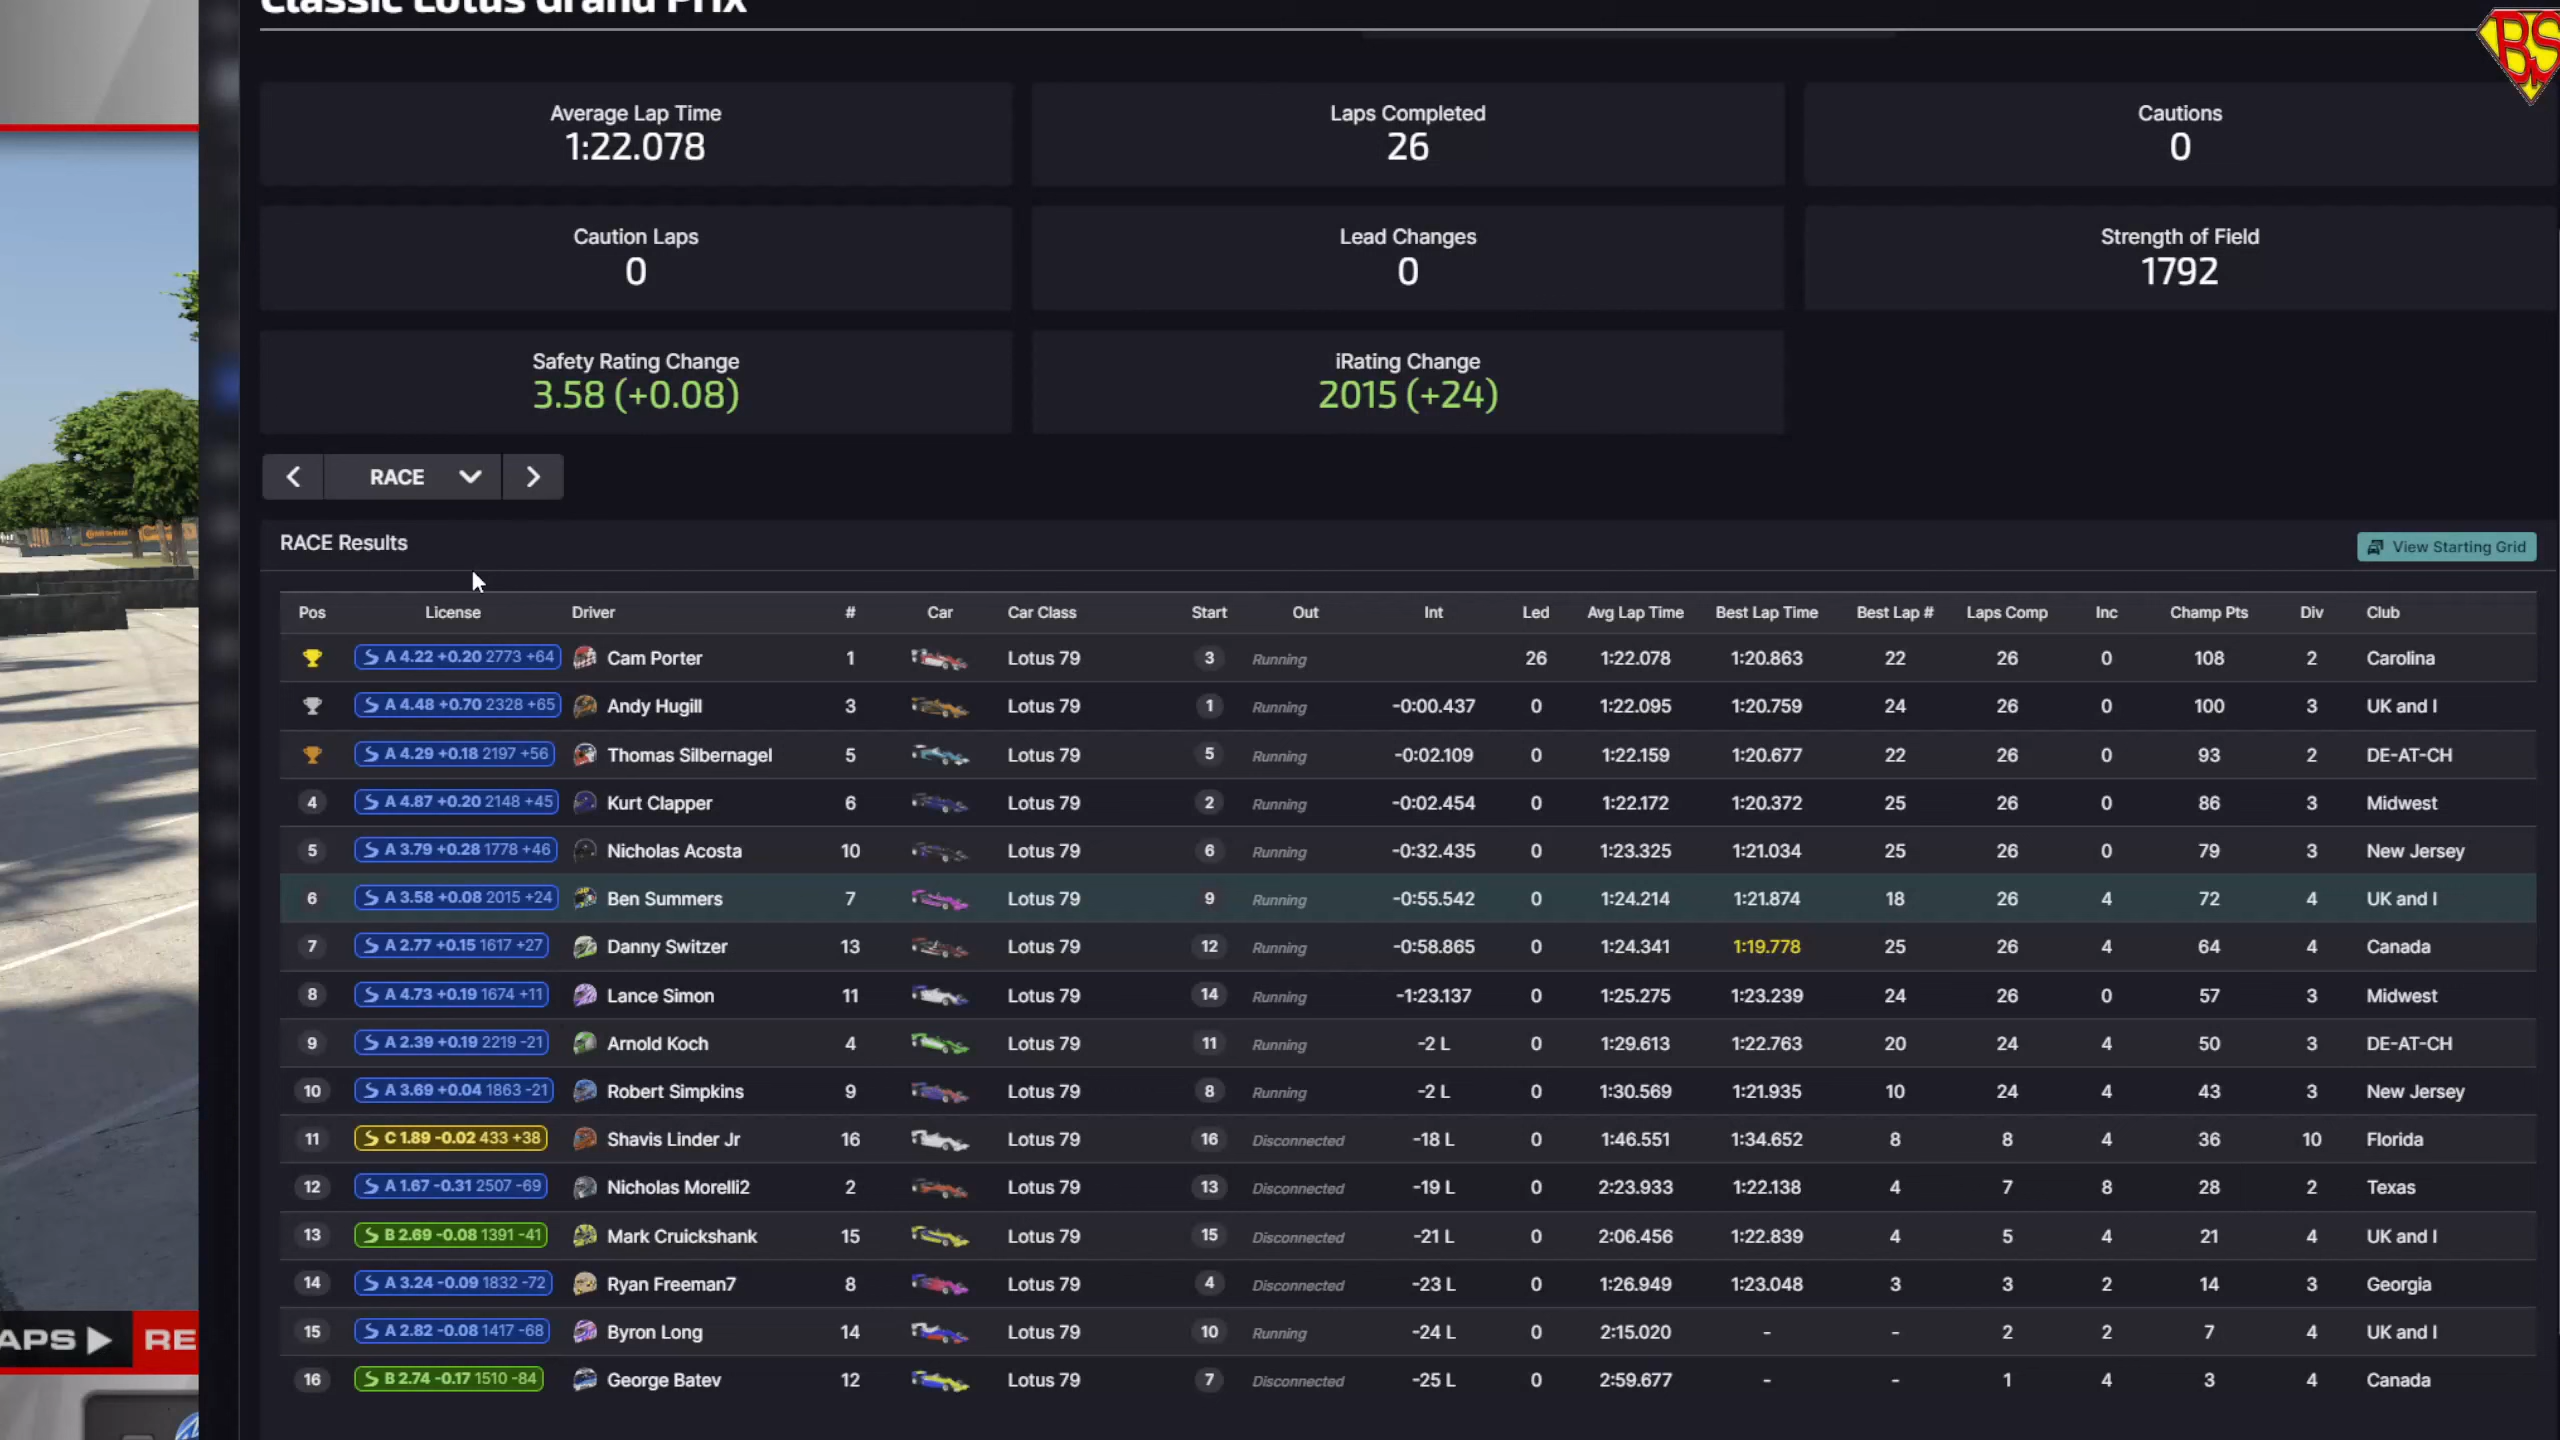 Classic Lotus Grand Prix
BS
Average Lap Time
1:22.078
Laps Completed
26
Cautions
0
Caution Laps
0
Lead Changes
0
Strength of Field
1792
Safety Rating Change
3.58 (+0.08)
iRating Change
2015 (+24)
RACE
RACE Results
View Starting Grid
Pos License Driver # Car Car Class Start Out Int Led Avg Lap Time Best Lap Time Best Lap # Laps Comp Inc Champ Pts Div Club
A 4.22 +0.20 2773 +64 Cam Porter 1 Lotus 79 3 Running 26 1:22.078 1:20.863 22 26 0 108 2 Carolina
A 4.48 +0.70 2328 +65 Andy Hugill 3 Lotus 79 1 Running -0:00.437 0 1:22.095 1:20.759 24 26 0 100 3 UK and I
A 4.29 +0.18 2197 +56 Thomas Silbernagel 5 Lotus 79 5 Running -0:02.109 0 1:22.159 1:20.677 22 26 0 93 2 DE-AT-CH
4 A 4.87 +0.20 2148 +45 Kurt Clapper 6 Lotus 79 2 Running -0:02.454 0 1:22.172 1:20.372 25 26 0 86 3 Midwest
5 A 3.79 +0.28 1778 +46 Nicholas Acosta 10 Lotus 79 6 Running -0:32.435 0 1:23.325 1:21.034 25 26 0 79 3 New Jersey
6 A 3.58 +0.08 2015 +24 Ben Summers 7 Lotus 79 9 Running -0:55.542 0 1:24.214 1:21.874 18 26 4 72 4 UK and I
7 A 2.77 +0.15 1617 +27 Danny Switzer 13 Lotus 79 12 Running -0:58.865 0 1:24.341 1:19.778 25 26 4 64 4 Canada
8 A 4.73 +0.19 1674 +11 Lance Simon 11 Lotus 79 14 Running -1:23.137 0 1:25.275 1:23.239 24 26 0 57 3 Midwest
9 A 2.39 +0.19 2219 -21 Arnold Koch 4 Lotus 79 11 Running -2 L 0 1:29.613 1:22.763 20 24 4 50 3 DE-AT-CH
10 A 3.69 +0.04 1863 -21 Robert Simpkins 9 Lotus 79 8 Running -2 L 0 1:30.569 1:21.935 10 24 4 43 3 New Jersey
11 C 1.89 -0.02 433 +38 Shavis Linder Jr 16 Lotus 79 16 Disconnected -18 L 0 1:46.551 1:34.652 8 8 4 36 10 Florida
12 A 1.67 -0.31 2507 -69 Nicholas Morelli2 2 Lotus 79 13 Disconnected -19 L 0 2:23.933 1:22.138 4 7 8 28 2 Texas
13 B 2.69 -0.08 1391 -41 Mark Cruickshank 15 Lotus 79 15 Disconnected -21 L 0 2:06.456 1:22.839 4 5 4 21 4 UK and I
14 A 3.24 -0.09 1832 -72 Ryan Freeman7 8 Lotus 79 4 Disconnected -23 L 0 1:26.949 1:23.048 3 3 2 14 3 Georgia
15 A 2.82 -0.08 1417 -68 Byron Long 14 Lotus 79 10 Running -24 L 0 2:15.020 - - 2 2 7 4 UK and I
16 B 2.74 -0.17 1510 -84 George Batev 12 Lotus 79 7 Disconnected -25 L 0 2:59.677 - - 1 4 3 4 Canada
APS RE